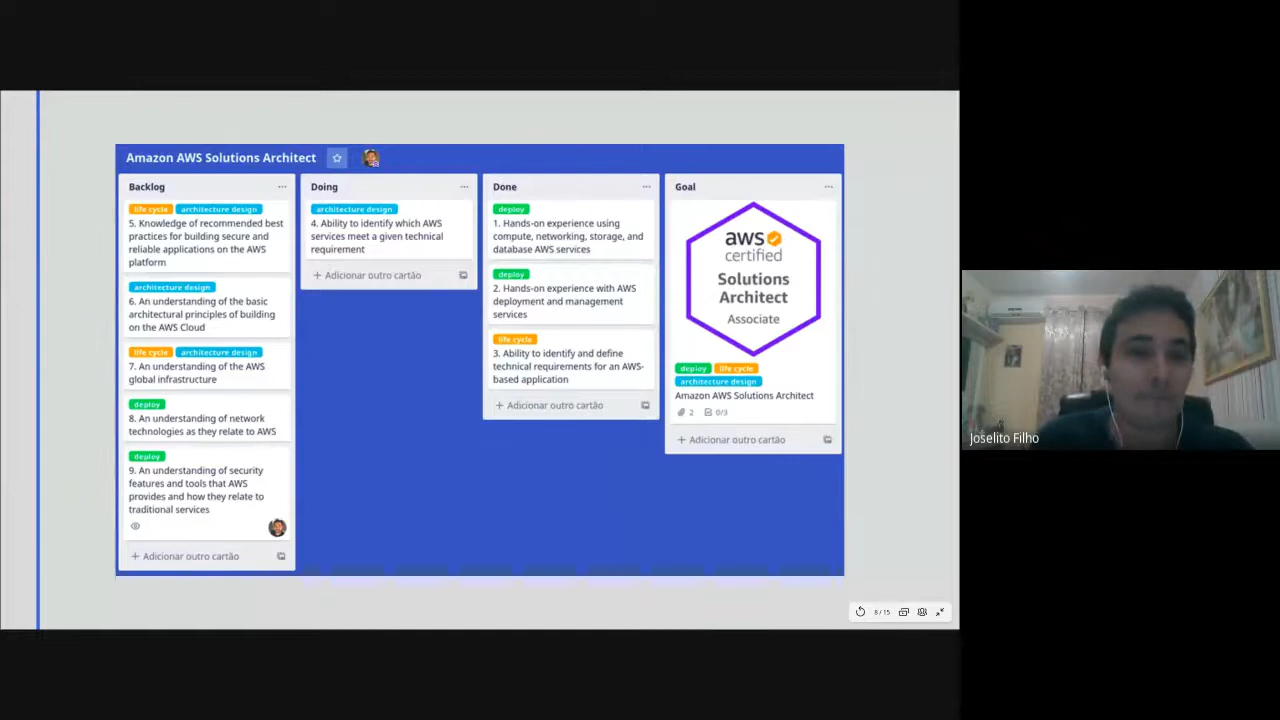 Amazon AWS Solutions Architect
Backlog
life cycle architecture design
5. Knowledge of recommended best
practices for building secure and
reliable applications on the AWS
platform
architecture design
6. An understanding of the basic
architectural principles of building
on the AWS Cloud
life cycle architecture design
7. An understanding of the AWS
global infrastructure
deploy
8. An understanding of network
technologies as they relate to AWS
deploy
9. An understanding of security
features and tools that AWS
provides and how they relate to
traditional services
+ Adicionar outro cartão
Doing
architecture design
4. Ability to identify which AWS
services meet a given technical
requirement
+ Adicionar outro cartão
Done
deploy
1. Hands-on experience using
compute, networking, storage, and
database AWS services
deploy
2. Hands-on experience with AWS
deployment and management
services
life cycle
3. Ability to identify and define
technical requirements for an AWS-
based application
+ Adicionar outro cartão
Goal
aws
certified
Solutions
Architect
Associate
deploy life cycle
architecture design
Amazon AWS Solutions Architect
2 0/3
+ Adicionar outro cartão
8 / 15
Joselito Filho